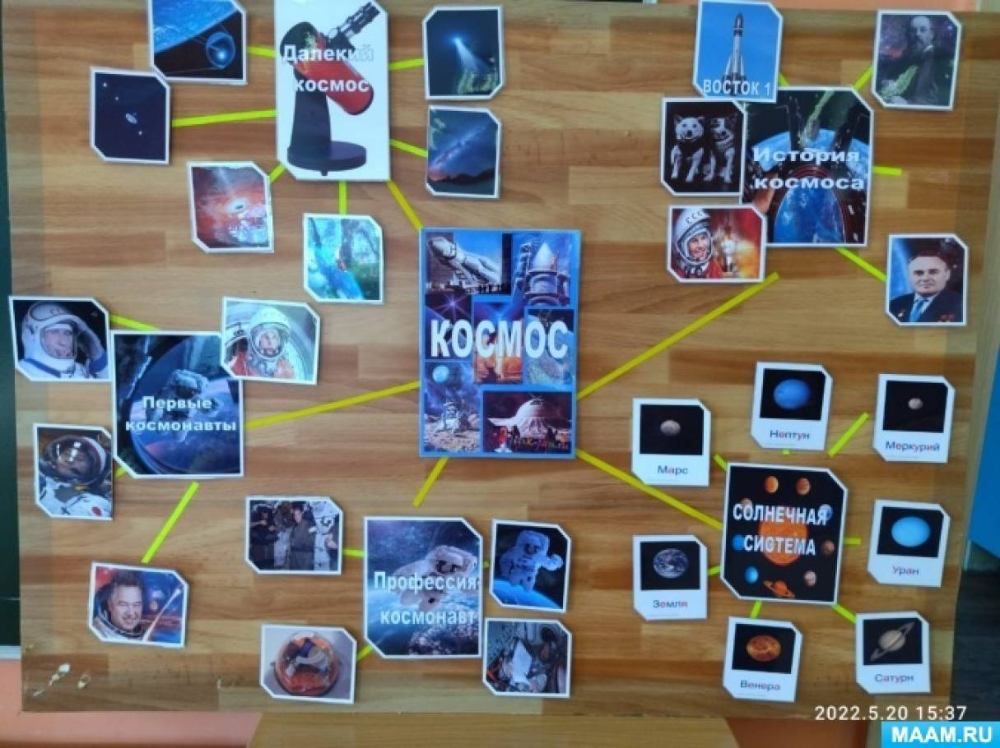 Далекий
космос
ВОСТОК 1
История
космоса
СССР
КОСМОС
Первые
космонавты
Нептун
Меркурий
Марс
СОЛНЕЧНАЯ
СИСТЕМА
Уран
Земля
Профессия
космонавт
Венера
Сатурн
2022.5.20 15:37
MAAM.RU